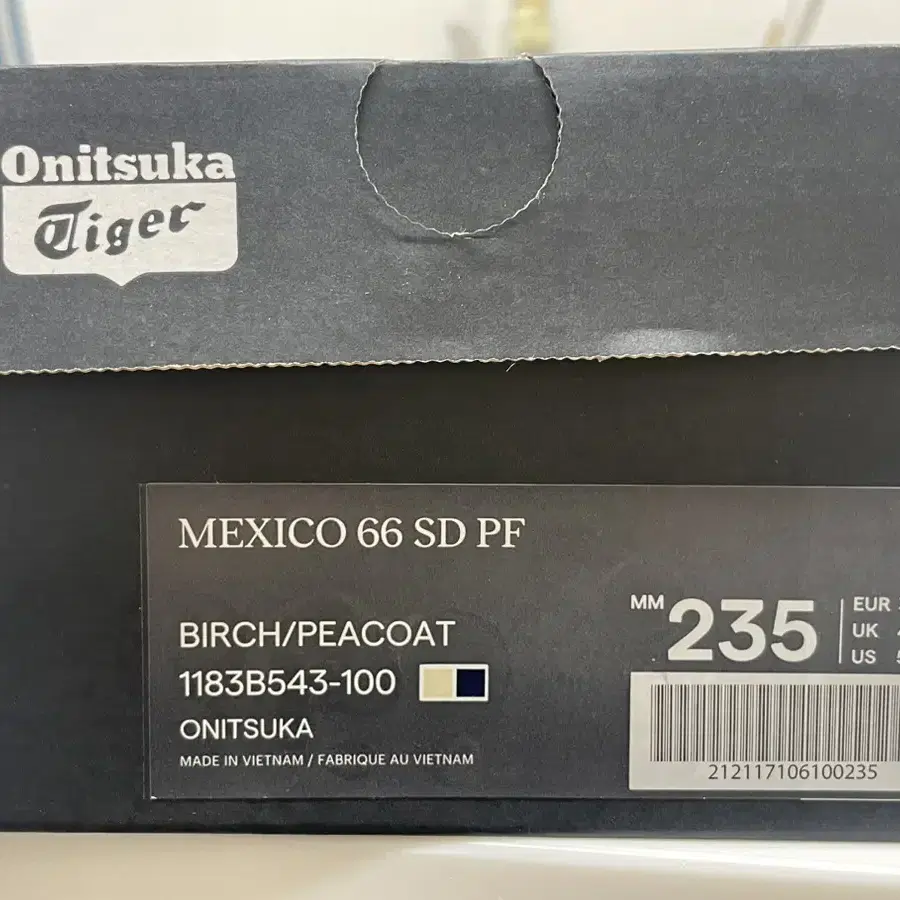 Onitsuka
Tiger
MEXICO 66 SD PF
BIRCH/PEACOAT
1183B543-100
ONITSUKA
MADE IN VIETNAM / FABRIQUE AU VIETNAM
MM 235
EUR
UK
US
212117106100235